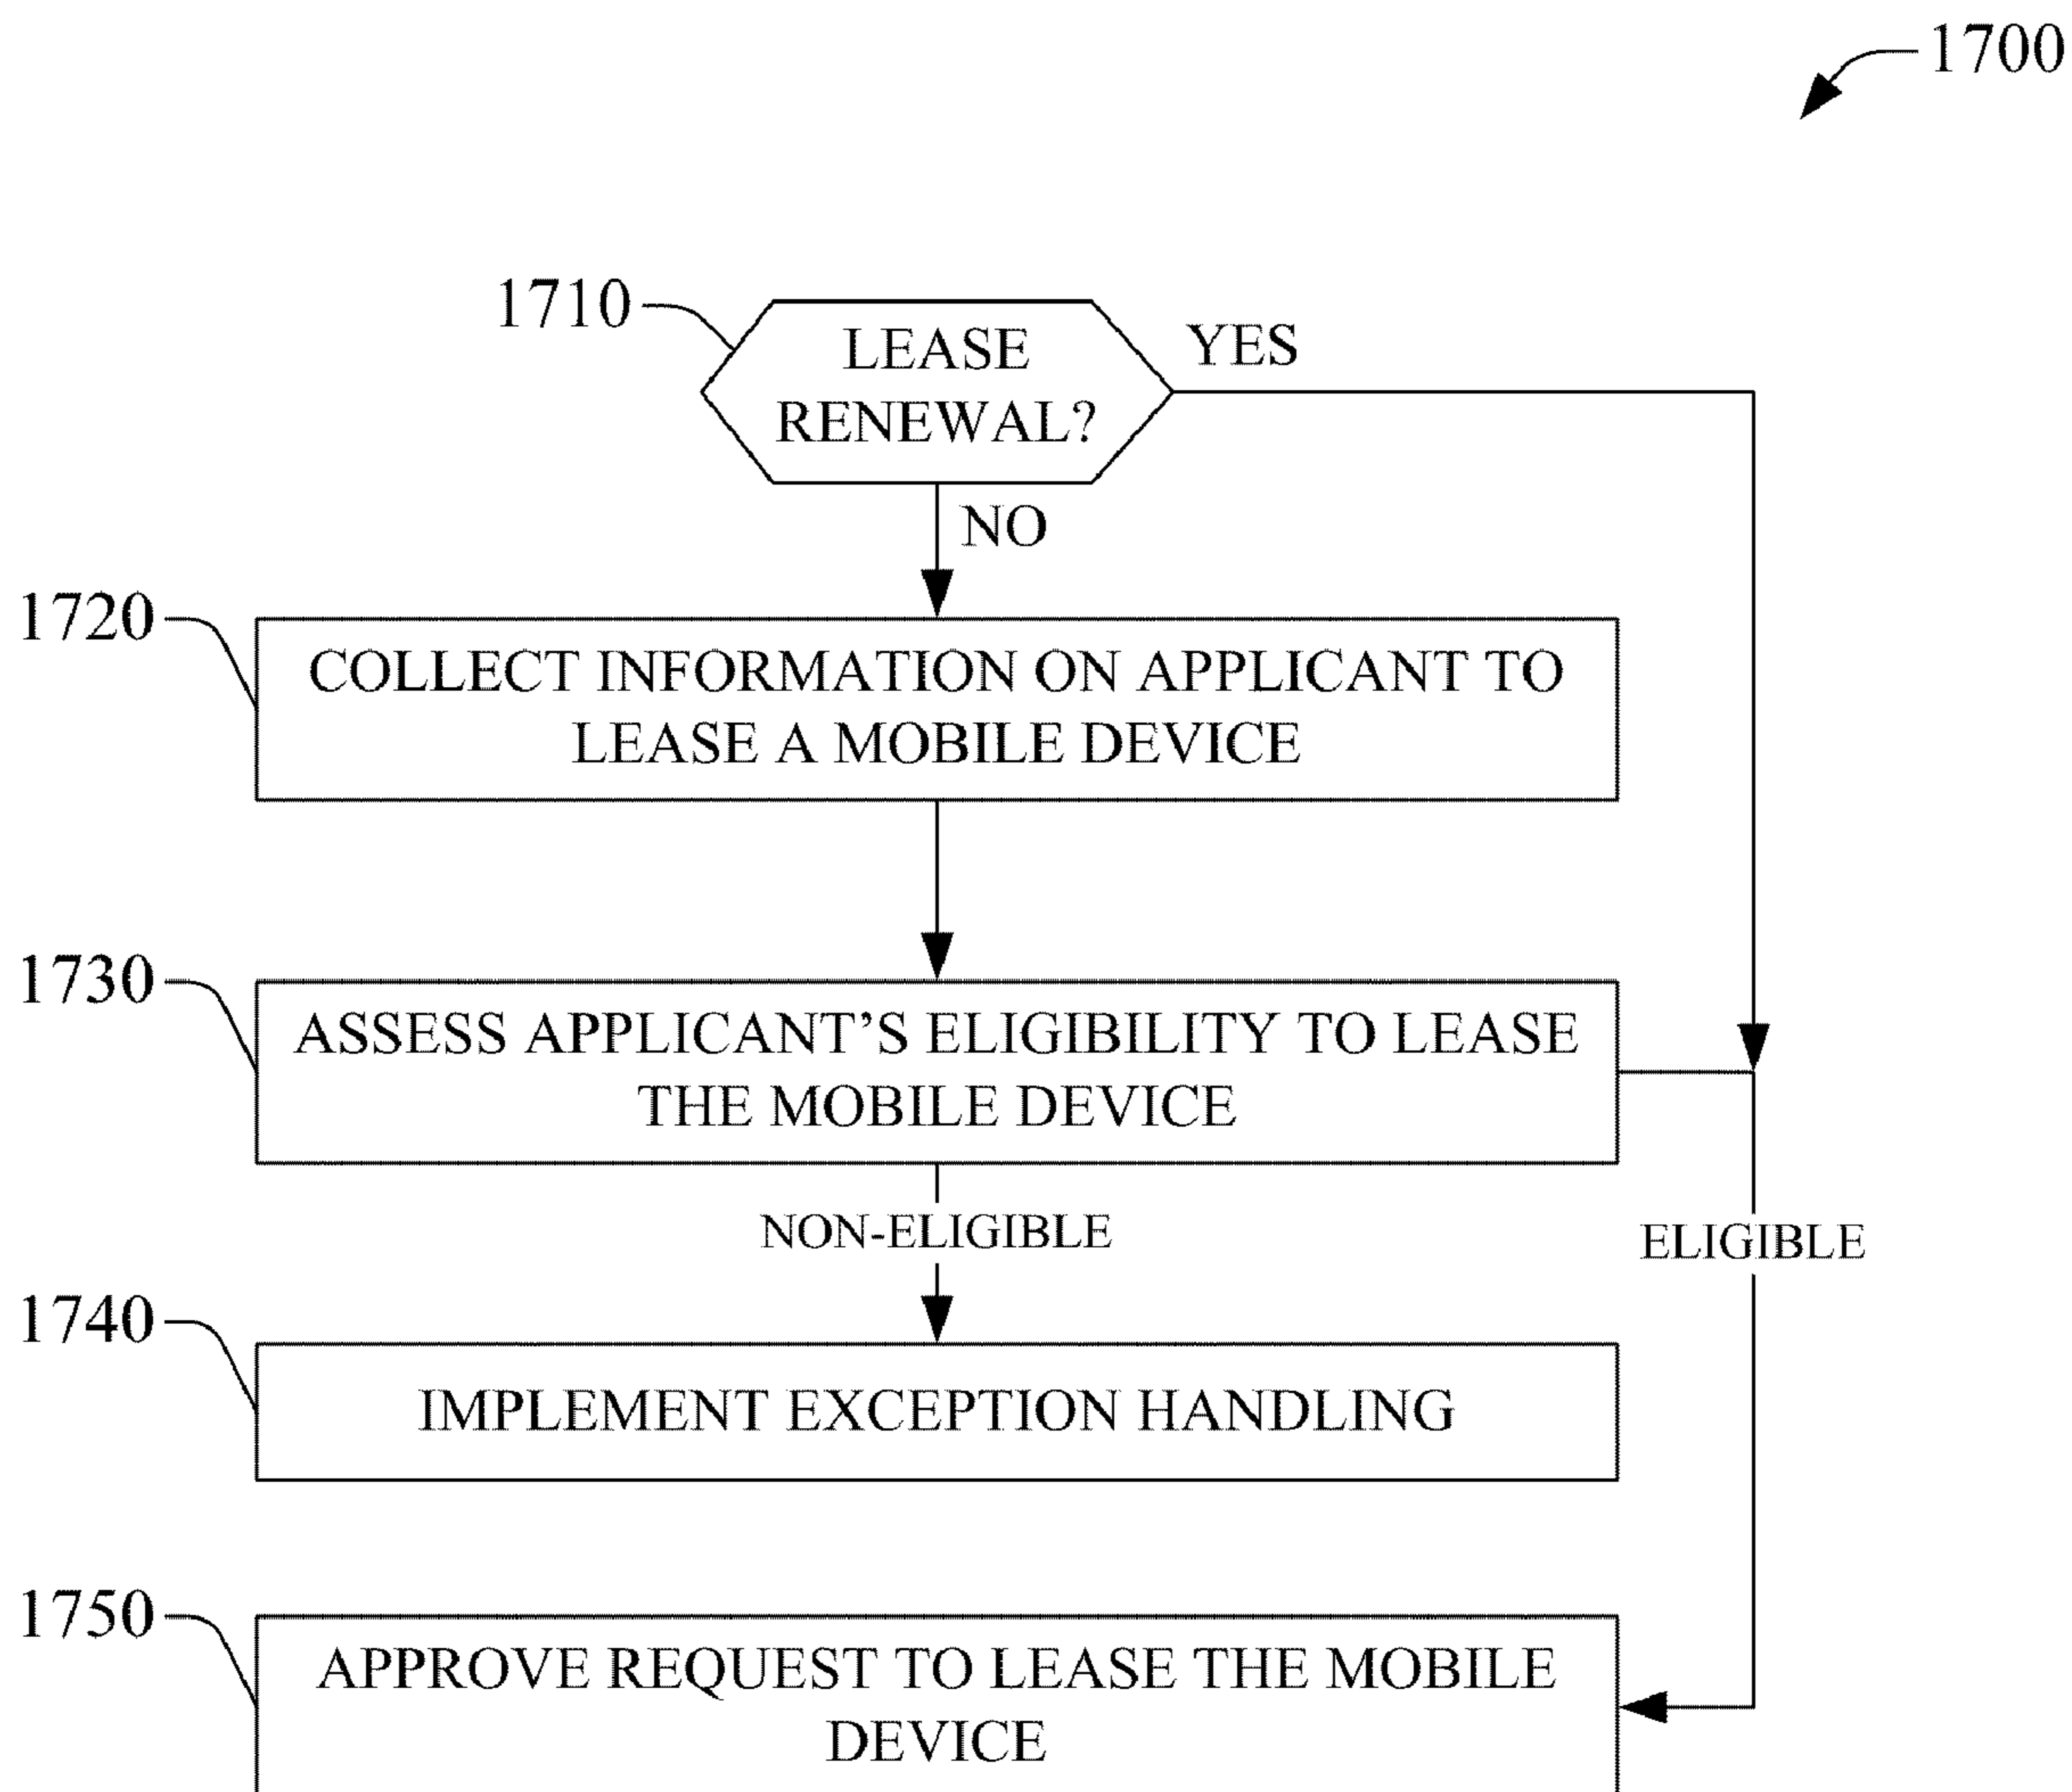 1700
1710
LEASE
RENEWAL?
YES
NO
1720
COLLECT INFORMATION ON APPLICANT TO
LEASE A MOBILE DEVICE
1730
ASSESS APPLICANT’S ELIGIBILITY TO LEASE
THE MOBILE DEVICE
NON-ELIGIBLE
ELIGIBLE
1740
IMPLEMENT EXCEPTION HANDLING
1750
APPROVE REQUEST TO LEASE THE MOBILE
DEVICE